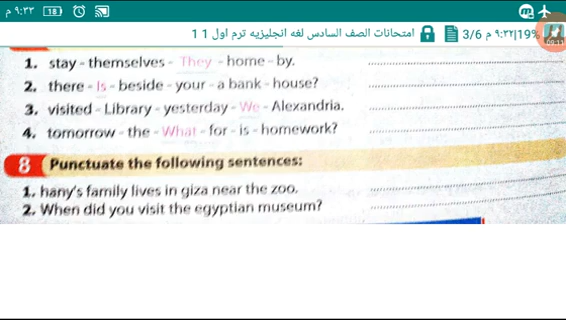 ٩:٣٣ م 18
امتحانات الصف السادس لغه انجليزيه ترم اول 1 1 3/6 ٩:٣٢ م|19%
1. stay - themselves - They - home - by.
2. there - Is - beside - your - a bank - house?
3. visited - Library - yesterday - We - Alexandria.
4. tomorrow - the - What - for - is - homework?
8 Punctuate the following sentences:
1. hany's family lives in giza near the zoo.
2. When did you visit the egyptian museum?